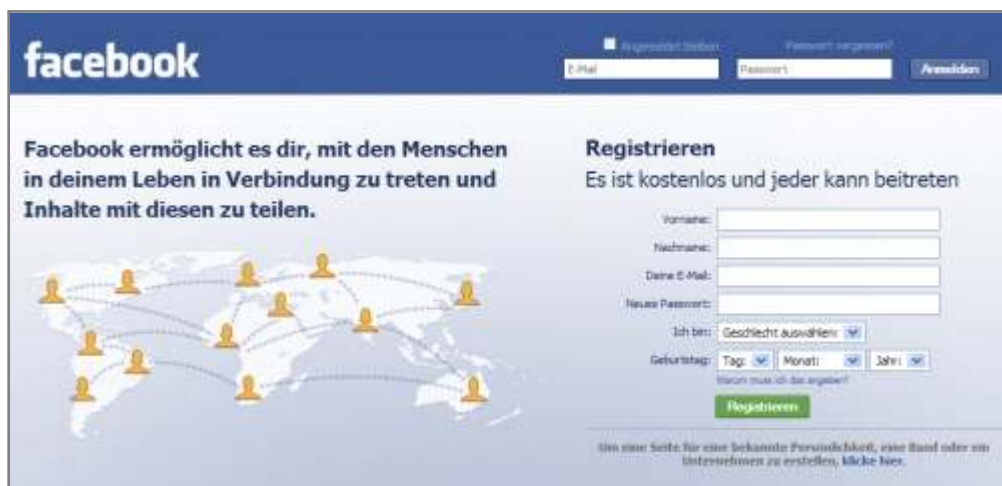 facebook
Angemeldet bleiben
Passwort vergessen?
E-Mail
Passwort
Anmelden
Facebook ermöglicht es dir, mit den Menschen
in deinem Leben in Verbindung zu treten und
Inhalte mit diesen zu teilen.
Registrieren
Es ist kostenlos und jeder kann beitreten
Vorname:
Nachname:
Deine E-Mail:
Neues Passwort:
Ich bin:
Geschlecht auswählen:
Geburtstag:
Tag:
Monat:
Jahr:
Warum muss ich das angeben?
Registrieren
Um eine Seite für eine bekannte Persönlichkeit, eine Band oder ein
Unternehmen zu erstellen, klicke hier.